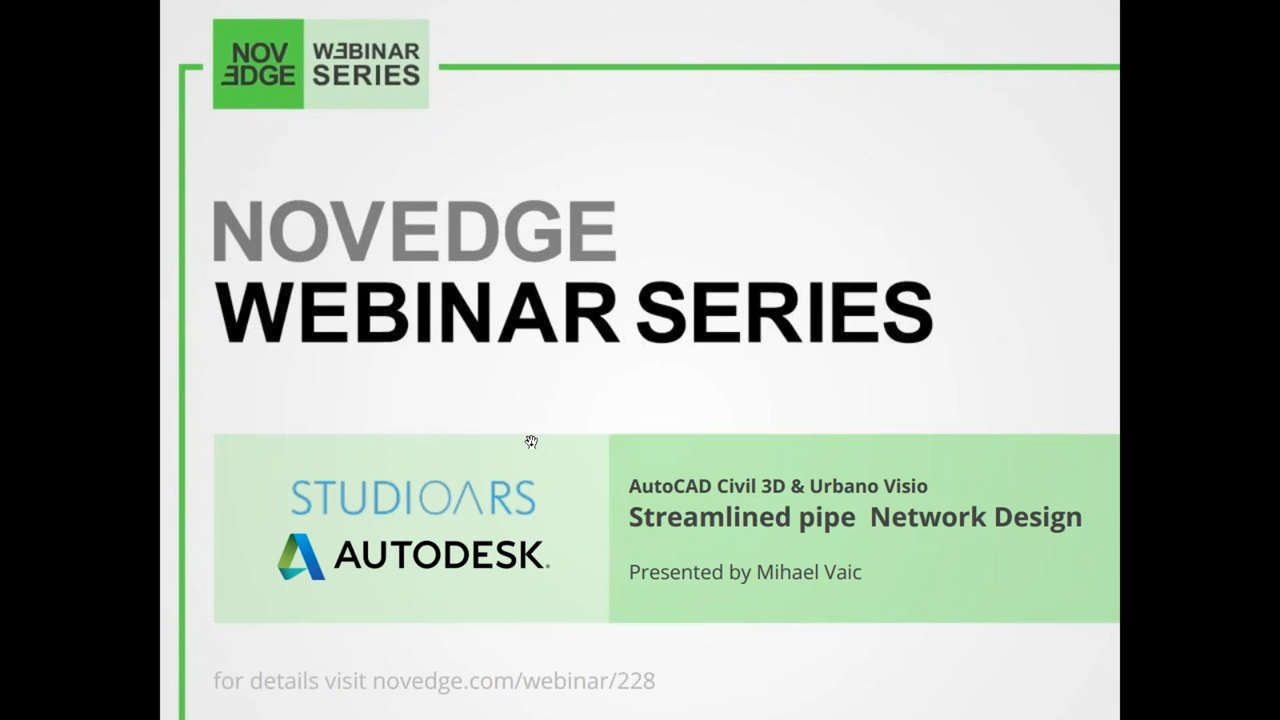 NOV
EDGE
WEBINAR
SERIES
NOVEDGE
WEBINAR SERIES
STUDIOARS
AUTODESK.
AutoCAD Civil 3D & Urbano Visio
Streamlined pipe Network Design
Presented by Mihael Vaic
for details visit novedge.com/webinar/228